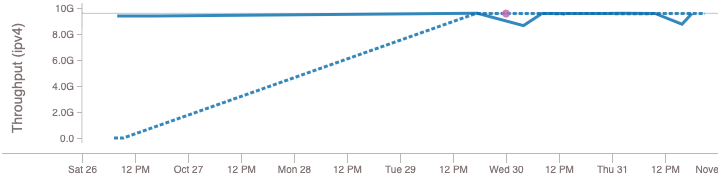 Throughput (ipv4)
10G
8.0G
6.0G
4.0G
2.0G
0.0
Sat 26 12 PM Oct 27 12 PM Mon 28 12 PM Tue 29 12 PM Wed 30 12 PM Thu 31 12 PM Nove